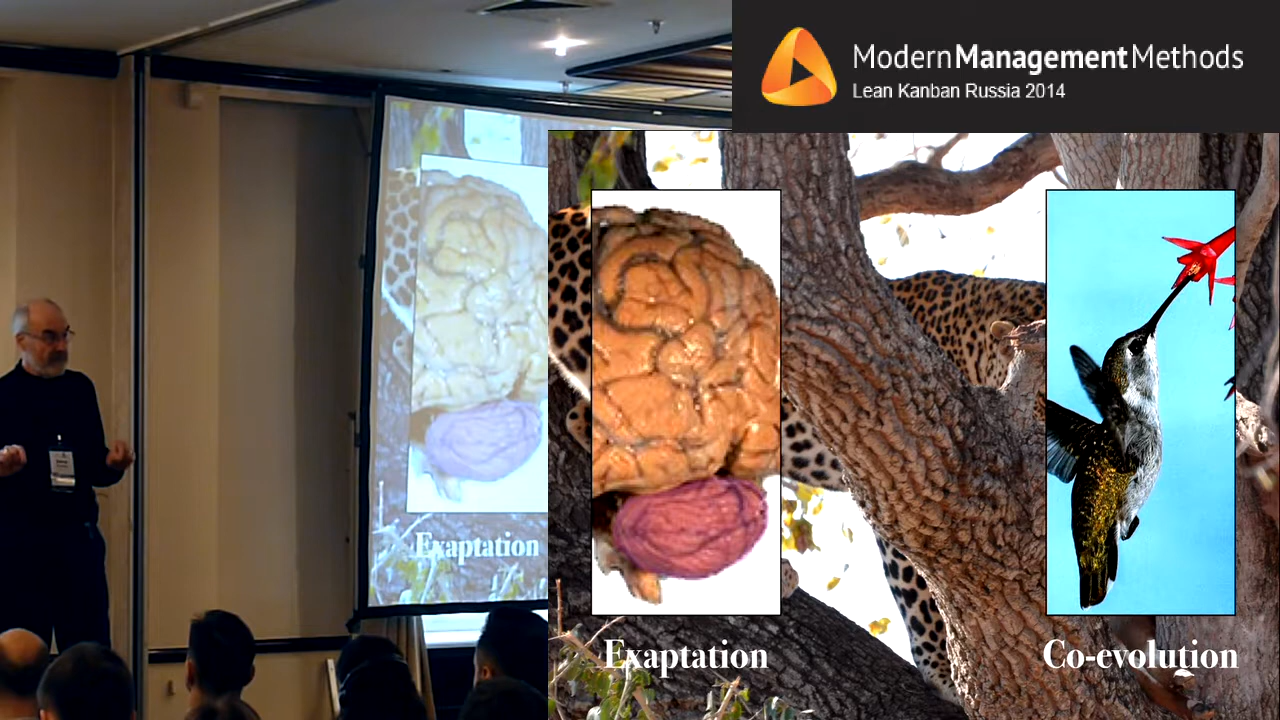 ModernManagementMethods
Lean Kanban Russia 2014
Exaptation
Exaptation
Co-evolution